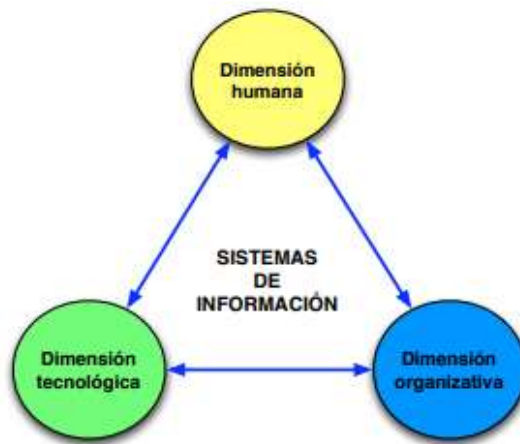 Dimensión
humana
SISTEMAS
DE
INFORMACIÓN
Dimensión
tecnológica
Dimensión
organizativa